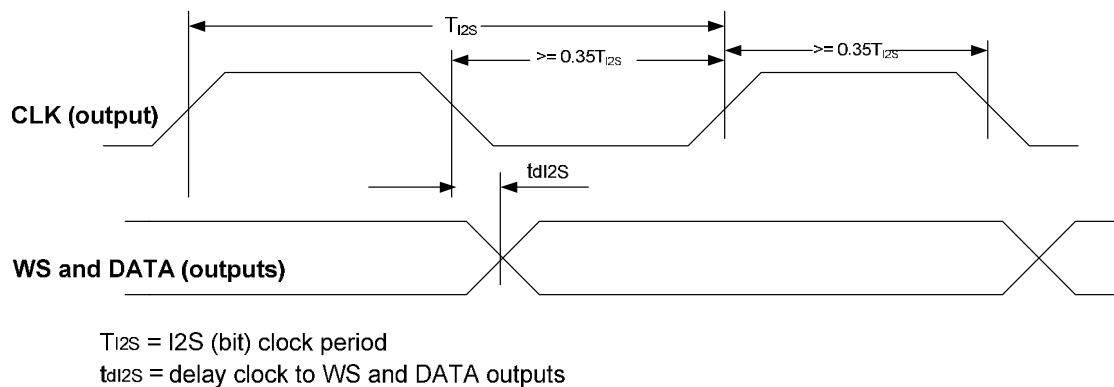 TI2S
>= 0.35TI2S
>= 0.35TI2S
CLK (output)
tdI2S
WS and DATA (outputs)
TI2S = I2S (bit) clock period
tdI2S = delay clock to WS and DATA outputs